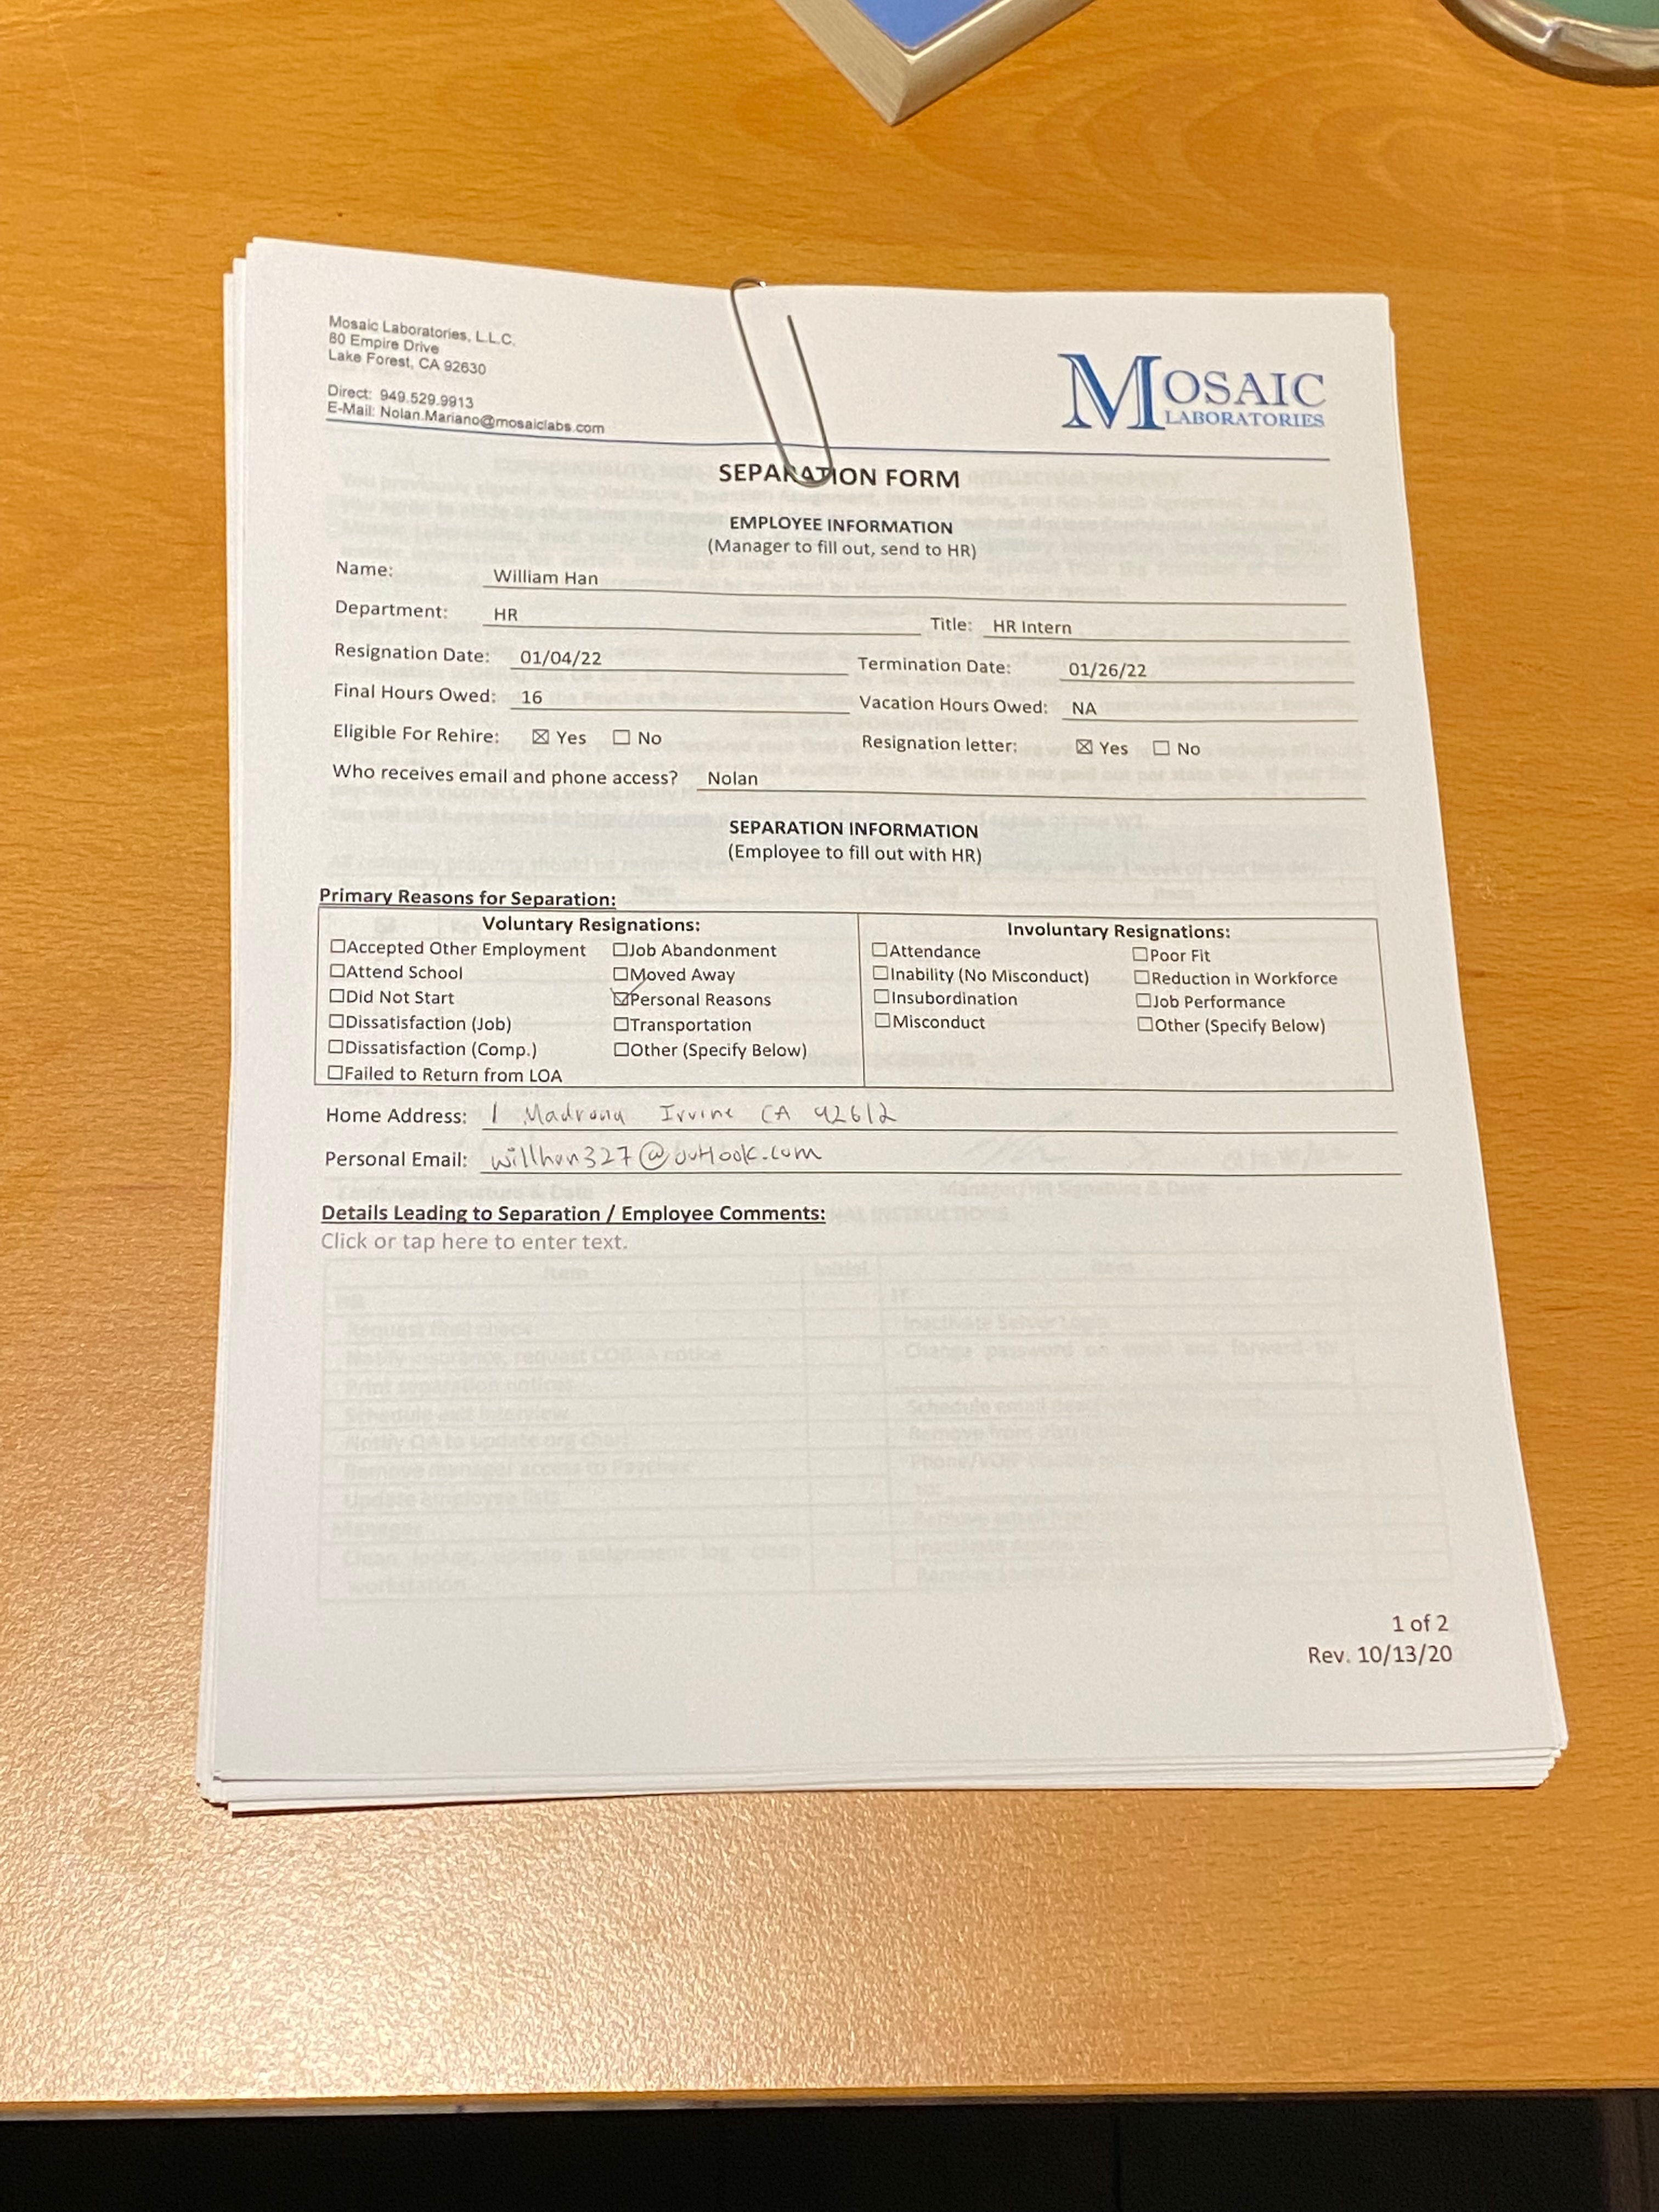 Mosaic Laboratories, L.L.C.
80 Empire Drive
Lake Forest, CA 92630
Direct: 949.529.9913
E-Mail: Nolan.Mariano@mosaiclabs.com
MOSAIC
LABORATORIES
SEPARATION FORM
EMPLOYEE INFORMATION
(Manager to fill out, send to HR)
Name: William Han
Department: HR Title: HR Intern
Resignation Date: 01/04/22 Termination Date: 01/26/22
Final Hours Owed: 16 Vacation Hours Owed: NA
Eligible For Rehire: ☒ Yes ☐ No Resignation letter: ☒ Yes ☐ No
Who receives email and phone access? Nolan
SEPARATION INFORMATION
(Employee to fill out with HR)
Primary Reasons for Separation:
Voluntary Resignations: Involuntary Resignations:
☐Accepted Other Employment ☐Job Abandonment ☐Attendance ☐Poor Fit
☐Attend School ☐Moved Away ☐Inability (No Misconduct) ☐Reduction in Workforce
☐Did Not Start ☑Personal Reasons ☐Insubordination ☐Job Performance
☐Dissatisfaction (Job) ☐Transportation ☐Misconduct ☐Other (Specify Below)
☐Dissatisfaction (Comp.) ☐Other (Specify Below)
☐Failed to Return from LOA
Home Address: 1 Madrona Irvine CA 92612
Personal Email: willhan327@outlook.com
Details Leading to Separation / Employee Comments:
Click or tap here to enter text.
1 of 2
Rev. 10/13/20